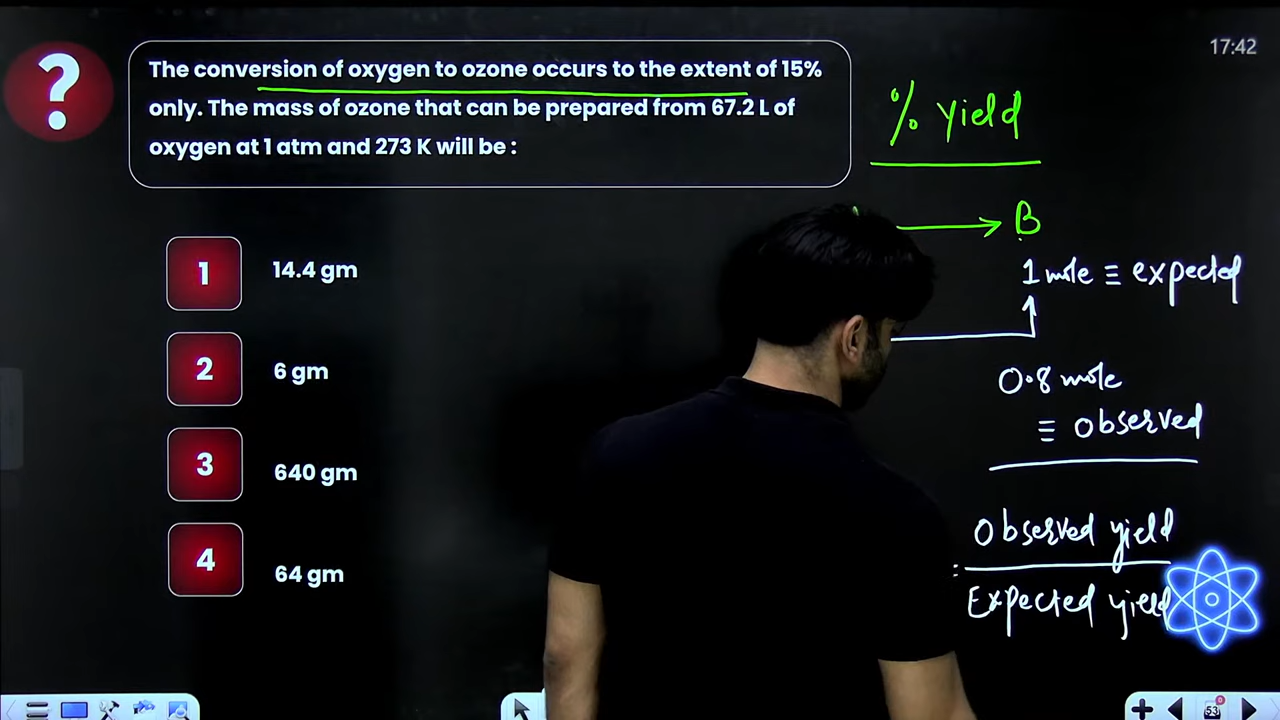 17:42
?
The conversion of oxygen to ozone occurs to the extent of 15%
only. The mass of ozone that can be prepared from 67.2 L of
oxygen at 1 atm and 273 K will be :
1 14.4 gm
2 6 gm
3 640 gm
4 64 gm
% Yield
B
1 mole ≡ expected
0.8 mole
≡ observed
= Observed yield
Expected yield
53